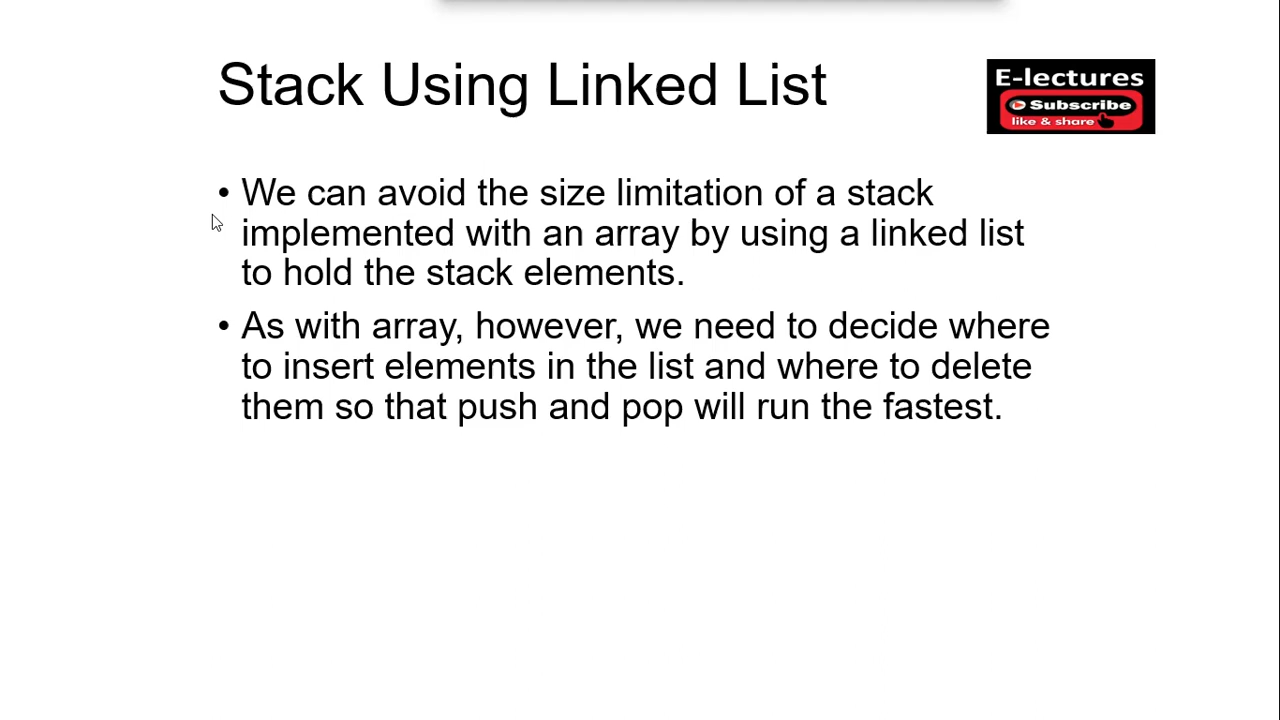 Stack Using Linked List
E-lectures
Subscribe
like & share
• We can avoid the size limitation of a stack
implemented with an array by using a linked list
to hold the stack elements.
• As with array, however, we need to decide where
to insert elements in the list and where to delete
them so that push and pop will run the fastest.